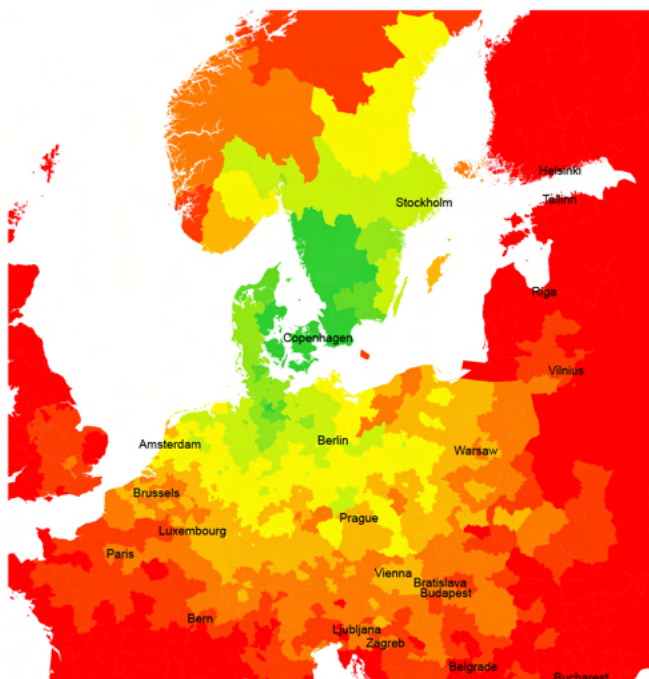 Helsinki
Tallinn
Stockholm
Riga
Copenhagen
Vilnius
Amsterdam
Berlin
Warsaw
Brussels
Prague
Luxembourg
Paris
Vienna
Bratislava
Budapest
Bern
Ljubljana
Zagreb
Belgrade
Bucharest